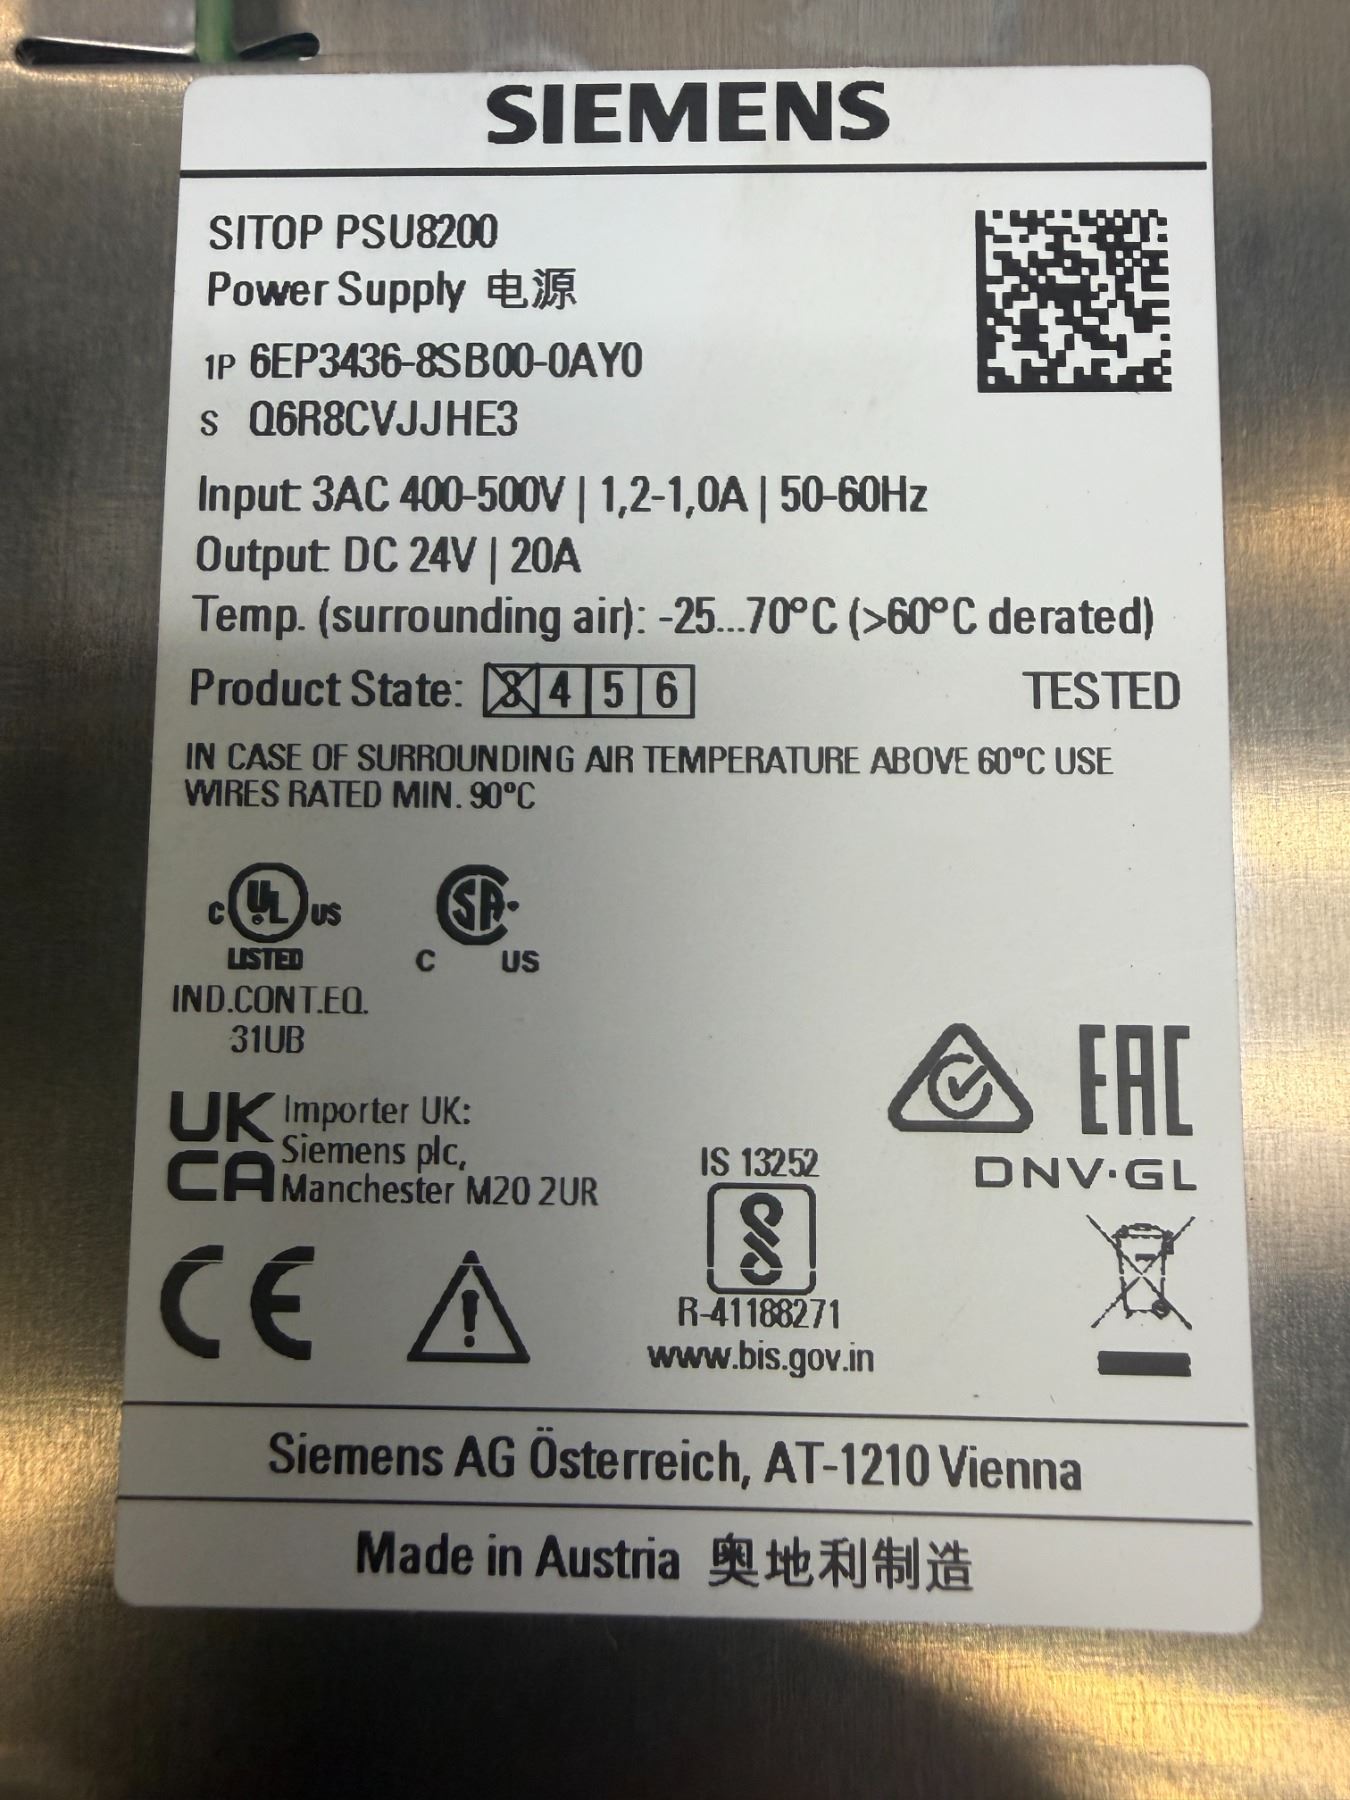 SIEMENS
SITOP PSU8200
Power Supply 电源
1P 6EP3436-8SB00-0AY0
S Q6R8CVJJHE3
Input: 3AC 400-500V | 1,2-1,0A | 50-60Hz
Output: DC 24V | 20A
Temp. (surrounding air): -25...70°C (>60°C derated)
Product State: 3 4 5 6 TESTED
IN CASE OF SURROUNDING AIR TEMPERATURE ABOVE 60°C USE
WIRES RATED MIN. 90°C
C UL US
LISTED
IND.CONT.EQ.
31UB
SA
C US
EAC
DNV·GL
UK
CA
Importer UK:
Siemens plc,
Manchester M20 2UR
IS 13252
R-41188271
www.bis.gov.in
CE
Siemens AG Österreich, AT-1210 Vienna
Made in Austria 奥地利制造